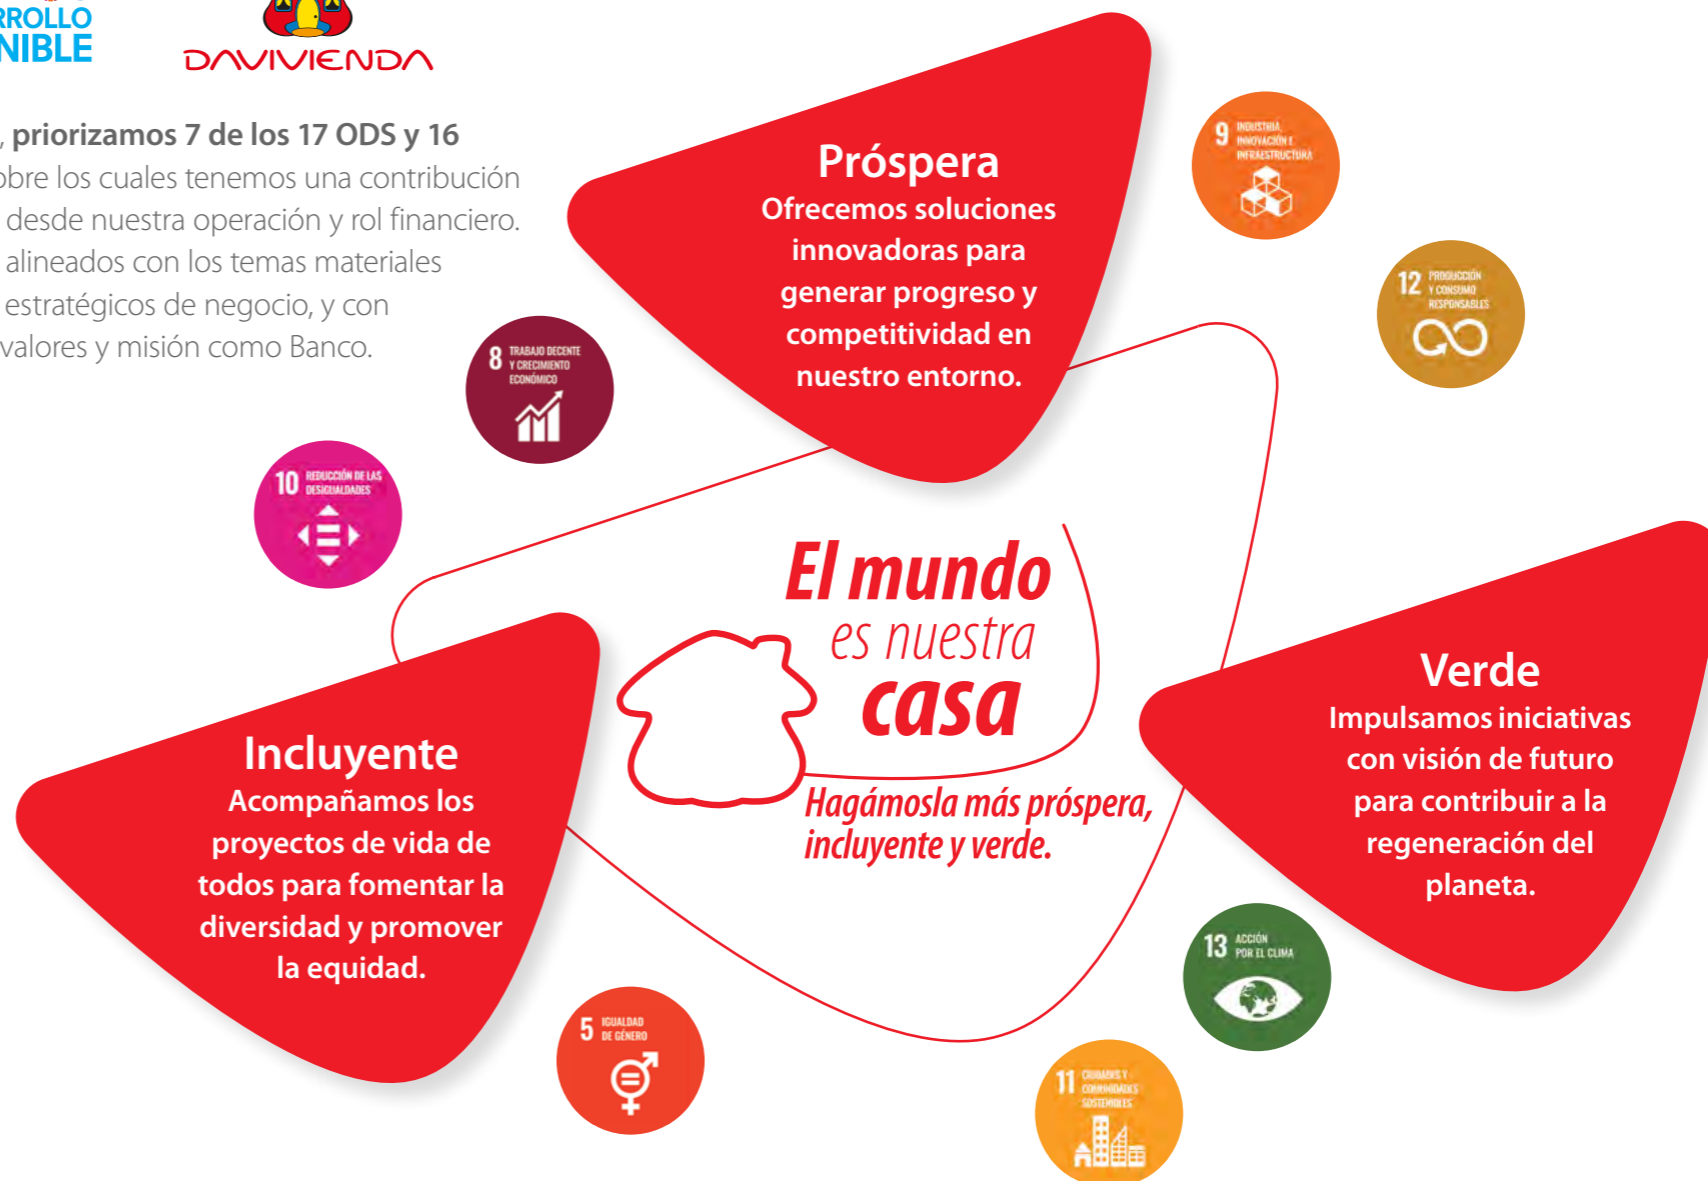 RROLLO
NIBLE
DAVIVIENDA
, priorizamos 7 de los 17 ODS y 16
obre los cuales tenemos una contribución
desde nuestra operación y rol financiero.
alineados con los temas materiales
estratégicos de negocio, y con
valores y misión como Banco.
Próspera
Ofrecemos soluciones
innovadoras para
generar progreso y
competitividad en
nuestro entorno.
9 INDUSTRIA,
INNOVACIÓN E
INFRAESTRUCTURA
12 PRODUCCIÓN
Y CONSUMO
RESPONSABLES
8 TRABAJO DECENTE
Y CRECIMIENTO
ECONÓMICO
10 REDUCCIÓN DE LAS
DESIGUALDADES
El mundo
es nuestra
casa
Hagámosla más próspera,
incluyente y verde.
Verde
Impulsamos iniciativas
con visión de futuro
para contribuir a la
regeneración del
planeta.
Incluyente
Acompañamos los
proyectos de vida de
todos para fomentar la
diversidad y promover
la equidad.
13 ACCIÓN
POR EL CLIMA
5 IGUALDAD
DE GÉNERO
11 CIUDADES Y
COMUNIDADES
SOSTENIBLES